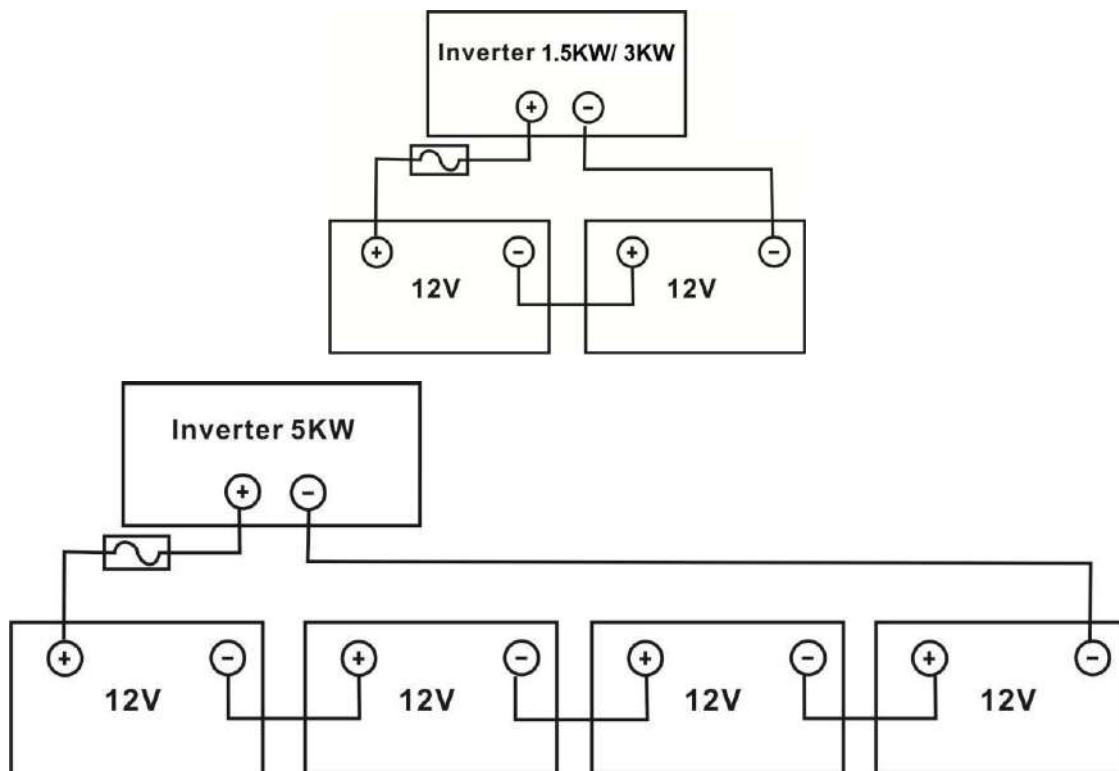 Inverter 1.5KW/ 3KW
+ −
+ − + −
12V 12V
Inverter 5KW
+ −
+ − + − + − + −
12V 12V 12V 12V